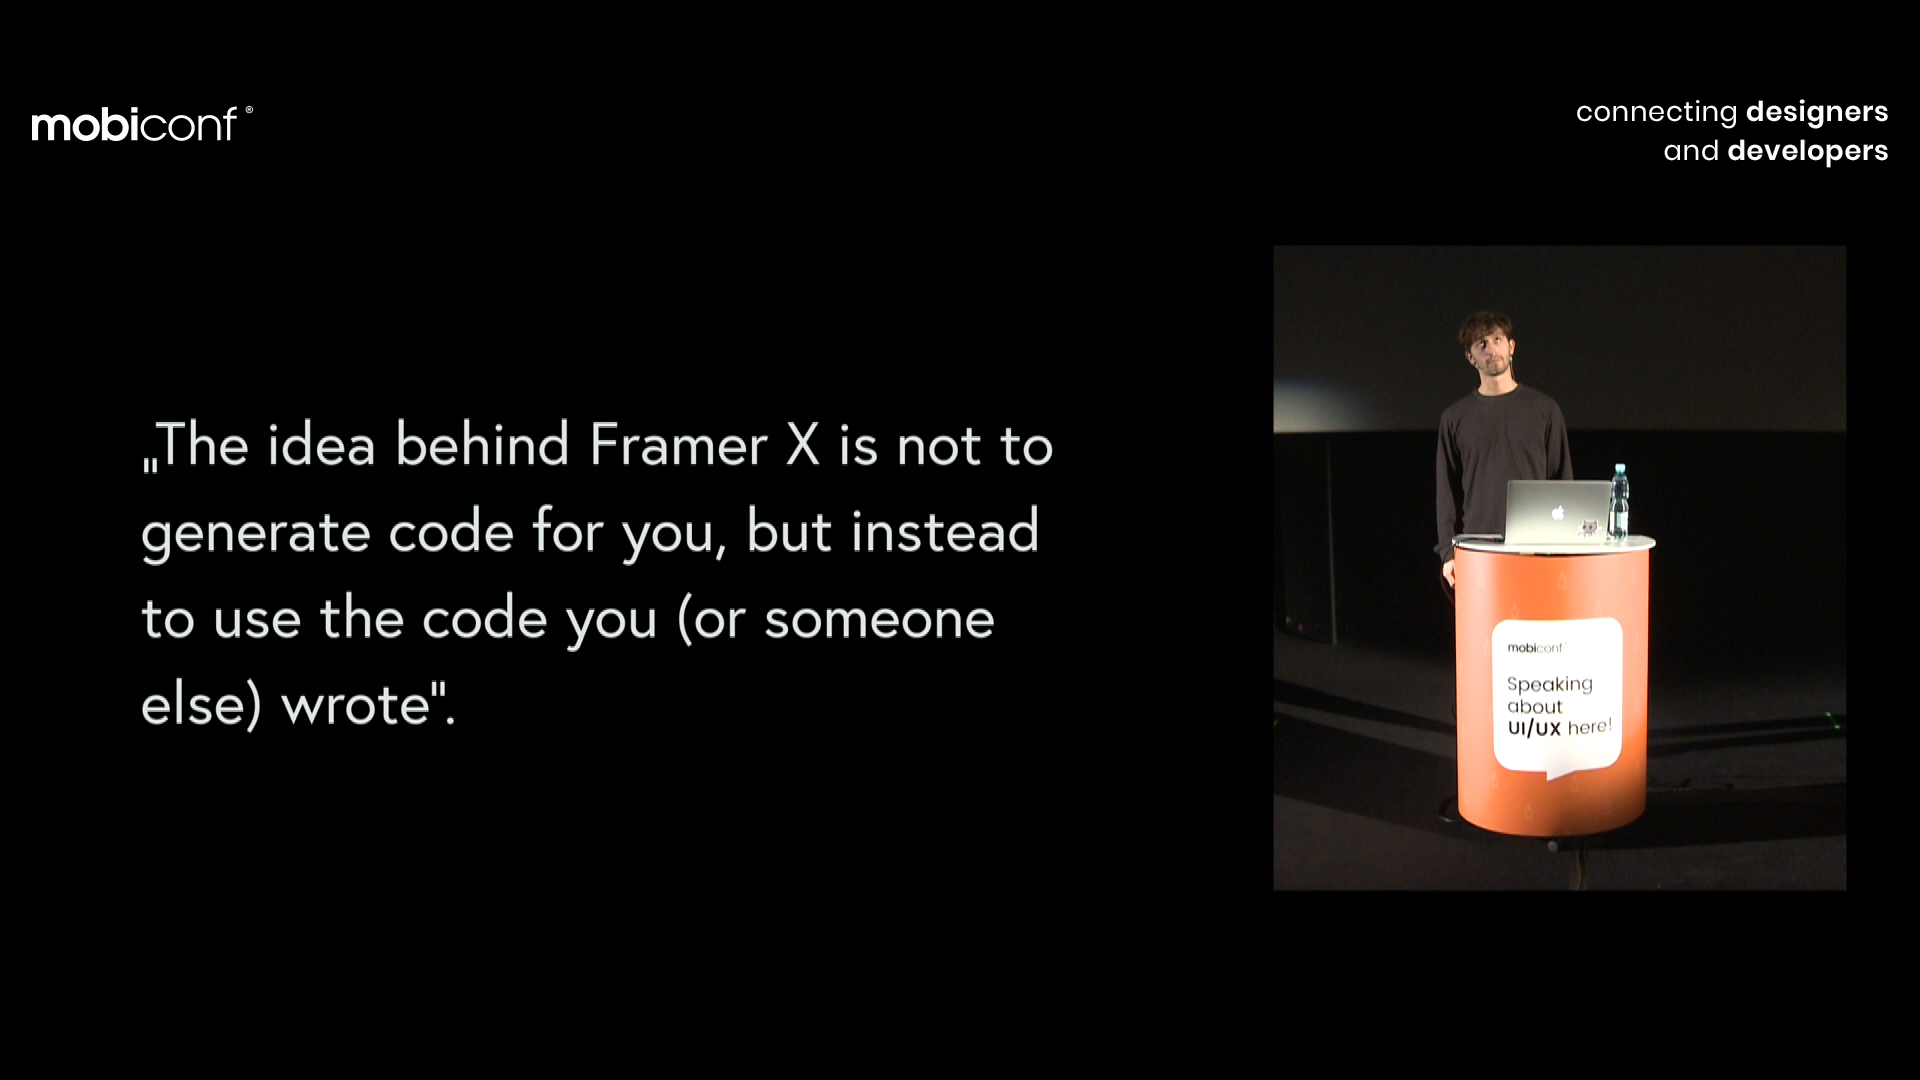 mobiconf®
connecting designers
and developers
„The idea behind Framer X is not to
generate code for you, but instead
to use the code you (or someone
else) wrote".
mobiconf
Speaking
about
UI/UX here!